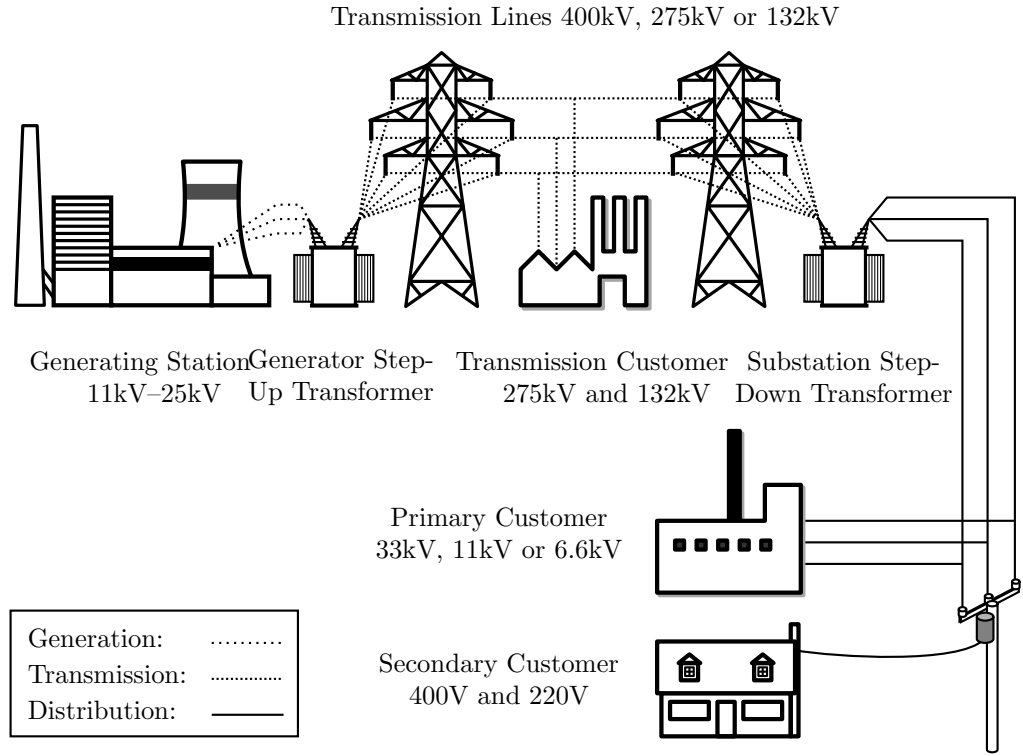 Transmission Lines 400kV, 275kV or 132kV
Generating Station
11kV–25kV
Generator Step-
Up Transformer
Transmission Customer
275kV and 132kV
Substation Step-
Down Transformer
Primary Customer
33kV, 11kV or 6.6kV
Secondary Customer
400V and 220V
Generation:
Transmission:
Distribution: